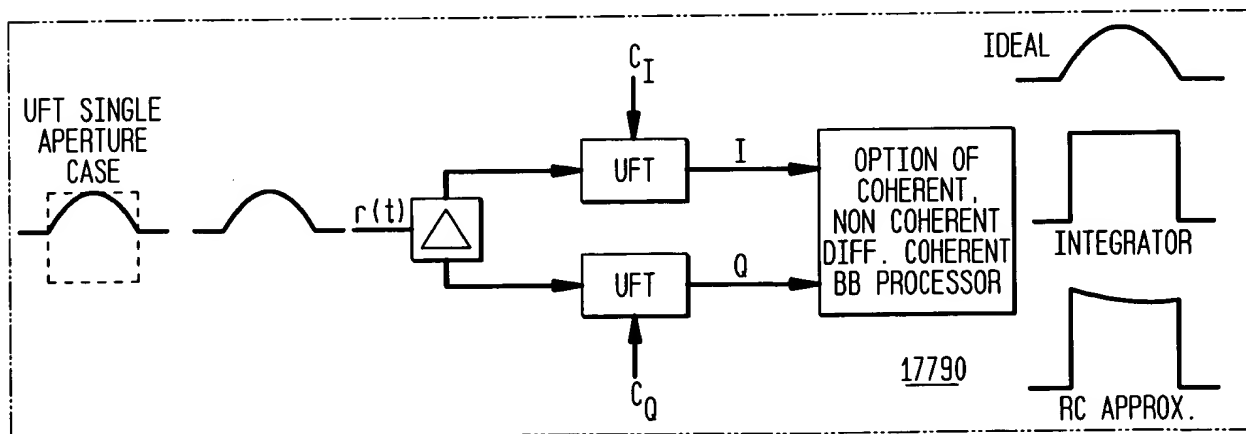 UFT SINGLE
APERTURE
CASE
r(t)
C_I
UFT
I
UFT
Q
C_Q
OPTION OF
COHERENT,
NON COHERENT
DIFF. COHERENT
BB PROCESSOR
17790
IDEAL
INTEGRATOR
RC APPROX.